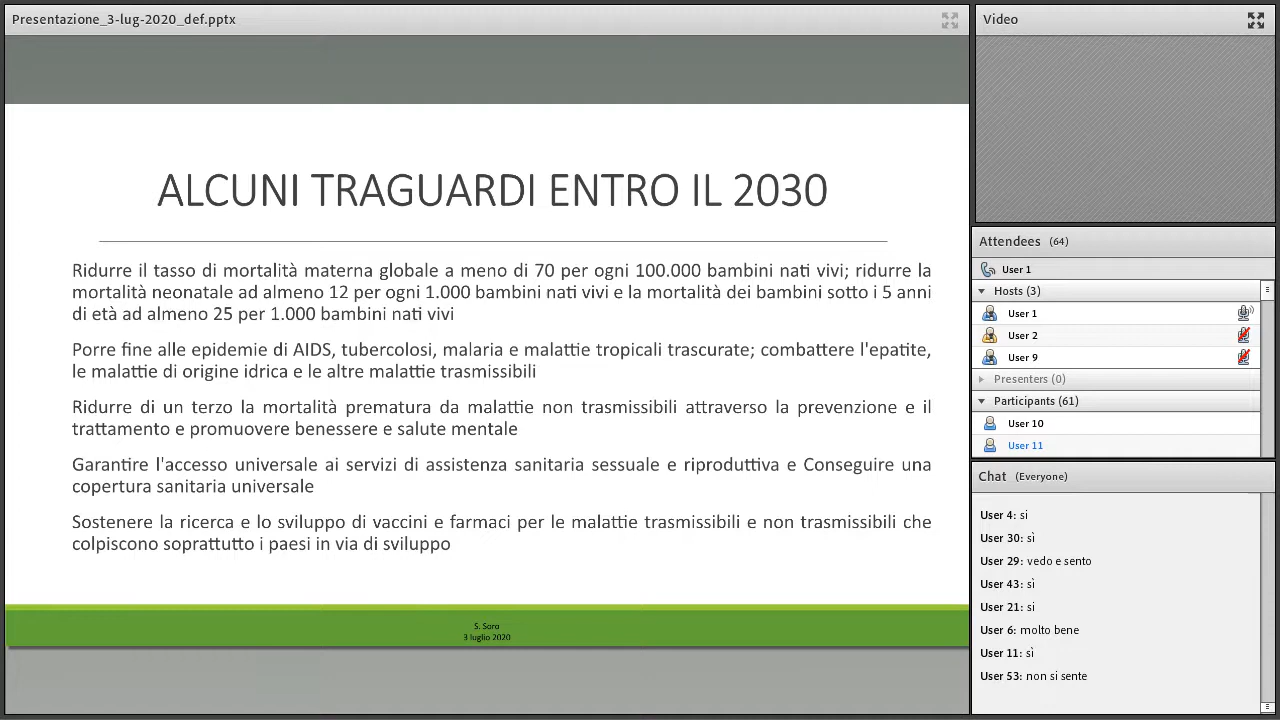 Presentazione_3-lug-2020_def.pptx
ALCUNI TRAGUARDI ENTRO IL 2030
Ridurre il tasso di mortalità materna globale a meno di 70 per ogni 100.000 bambini nati vivi; ridurre la
mortalità neonatale ad almeno 12 per ogni 1.000 bambini nati vivi e la mortalità dei bambini sotto i 5 anni
di età ad almeno 25 per 1.000 bambini nati vivi
Porre fine alle epidemie di AIDS, tubercolosi, malaria e malattie tropicali trascurate; combattere l'epatite,
le malattie di origine idrica e le altre malattie trasmissibili
Ridurre di un terzo la mortalità prematura da malattie non trasmissibili attraverso la prevenzione e il
trattamento e promuovere benessere e salute mentale
Garantire l'accesso universale ai servizi di assistenza sanitaria sessuale e riproduttiva e Conseguire una
copertura sanitaria universale
Sostenere la ricerca e lo sviluppo di vaccini e farmaci per le malattie trasmissibili e non trasmissibili che
colpiscono soprattutto i paesi in via di sviluppo
S. Soro
3 luglio 2020
Video
Attendees (64)
User 1
Hosts (3)
User 1
User 2
User 9
Presenters (0)
Participants (61)
User 10
User 11
Chat (Everyone)
User 4: si
User 30: sì
User 29: vedo e sento
User 43: sì
User 21: si
User 6: molto bene
User 11: sì
User 53: non si sente